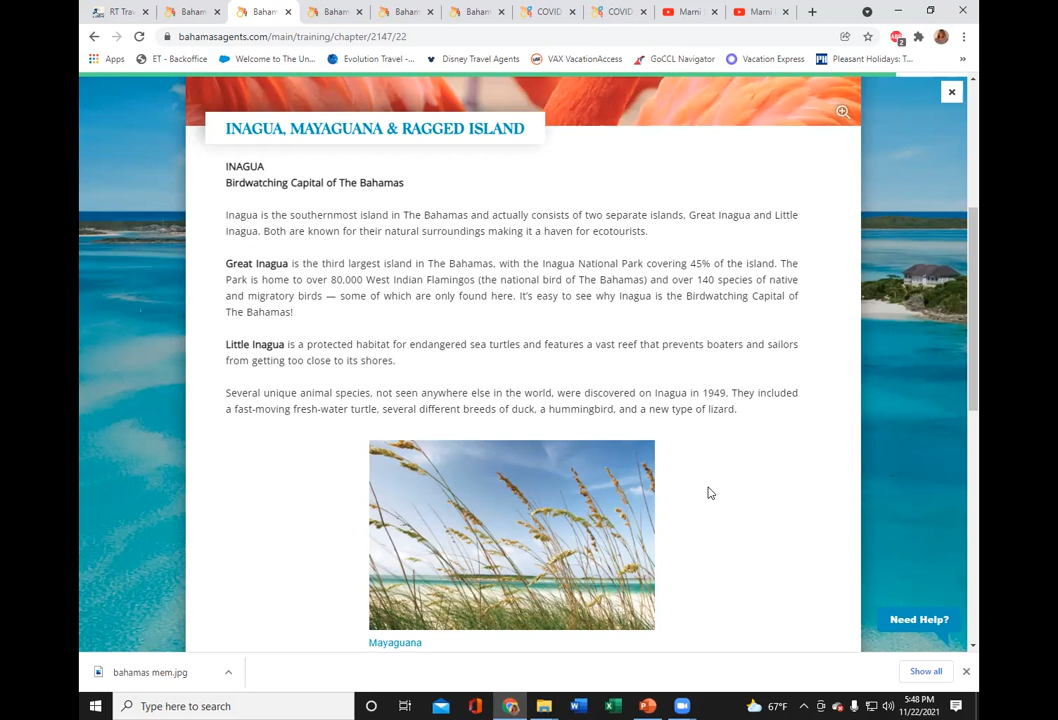 RT Trav
Baham
Baham
Baham
Baham
Baham
COVID
COVID
Marni
Marni
bahamasagents.com/main/training/chapter/2147/22
Apps
ET - Backoffice
Welcome to The Un...
Evolution Travel -...
Disney Travel Agents
VAX VacationAccess
GoCCL Navigator
Vacation Express
Pleasant Holidays: T...
INAGUA, MAYAGUANA & RAGGED ISLAND
INAGUA
Birdwatching Capital of The Bahamas
Inagua is the southernmost island in The Bahamas and actually consists of two separate islands, Great Inagua and Little
Inagua. Both are known for their natural surroundings making it a haven for ecotourists.
Great Inagua is the third largest island in The Bahamas, with the Inagua National Park covering 45% of the island. The
Park is home to over 80,000 West Indian Flamingos (the national bird of The Bahamas) and over 140 species of native
and migratory birds — some of which are only found here. It's easy to see why Inagua is the Birdwatching Capital of
The Bahamas!
Little Inagua is a protected habitat for endangered sea turtles and features a vast reef that prevents boaters and sailors
from getting too close to its shores.
Several unique animal species, not seen anywhere else in the world, were discovered on Inagua in 1949. They included
a fast-moving fresh-water turtle, several different breeds of duck, a hummingbird, and a new type of lizard.
Mayaguana
Need Help?
bahamas mem.jpg
Show all
Type here to search
67°F
5:48 PM
11/22/2021